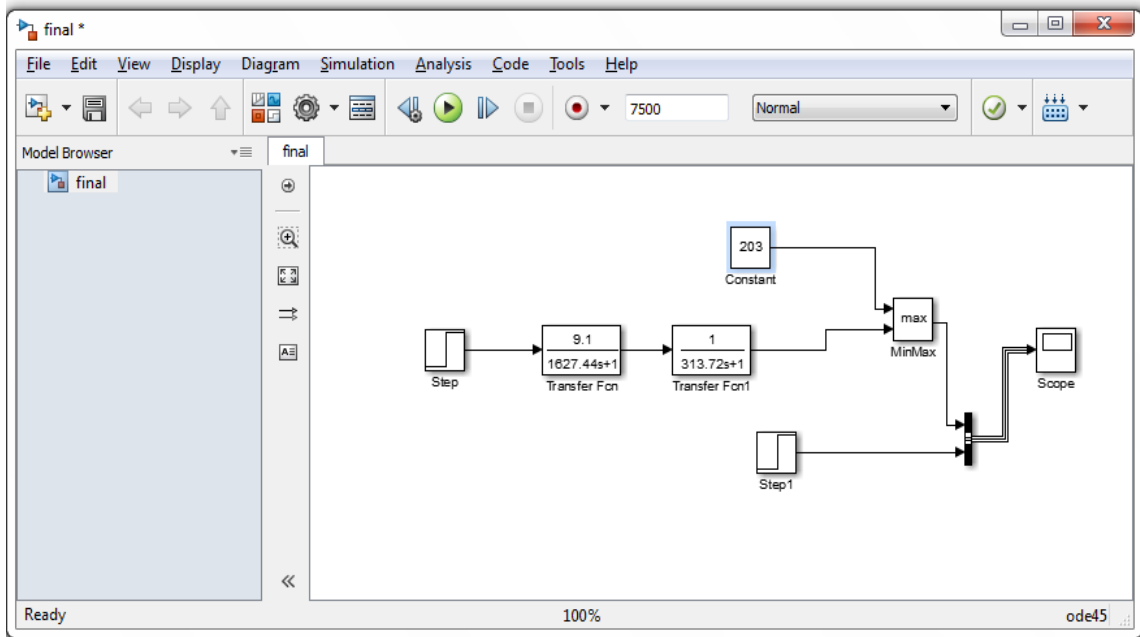 final *
File Edit View Display Diagram Simulation Analysis Code Tools Help
7500 Normal
Model Browser final
final
203
Constant
max
MinMax
9.1
1627.44s+1
Transfer Fcn
1
313.72s+1
Transfer Fcn1
Step
Scope
Step1
Ready 100% ode45